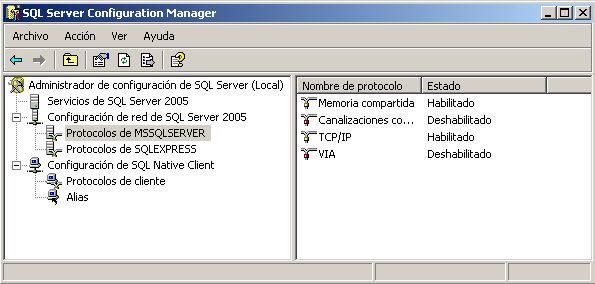 SQL Server Configuration Manager
Archivo Acción Ver Ayuda
Administrador de configuración de SQL Server (Local)
Servicios de SQL Server 2005
Configuración de red de SQL Server 2005
Protocolos de MSSQLSERVER
Protocolos de SQLEXPRESS
Configuración de SQL Native Client
Protocolos de cliente
Alias
Nombre de protocolo Estado
Memoria compartida Habilitado
Canalizaciones co... Deshabilitado
TCP/IP Habilitado
VIA Deshabilitado